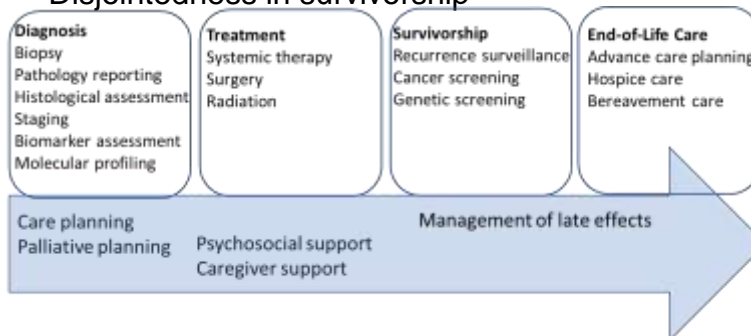 Disjointedness in survivorship
Diagnosis
Biopsy
Pathology reporting
Histological assessment
Staging
Biomarker assessment
Molecular profiling
Treatment
Systemic therapy
Surgery
Radiation
Survivorship
Recurrence surveillance
Cancer screening
Genetic screening
End-of-Life Care
Advance care planning
Hospice care
Bereavement care
Care planning
Palliative planning
Psychosocial support
Caregiver support
Management of late effects